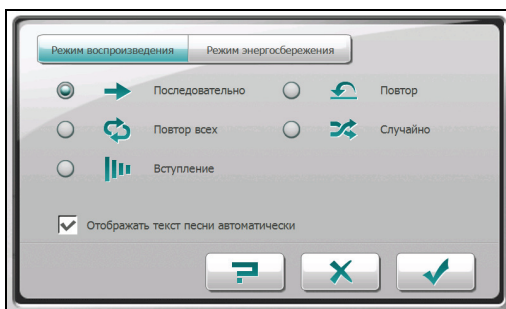 Режим воспроизведения Режим энергосбережения
Последовательно Повтор
Повтор всех Случайно
Вступление
Отображать текст песни автоматически